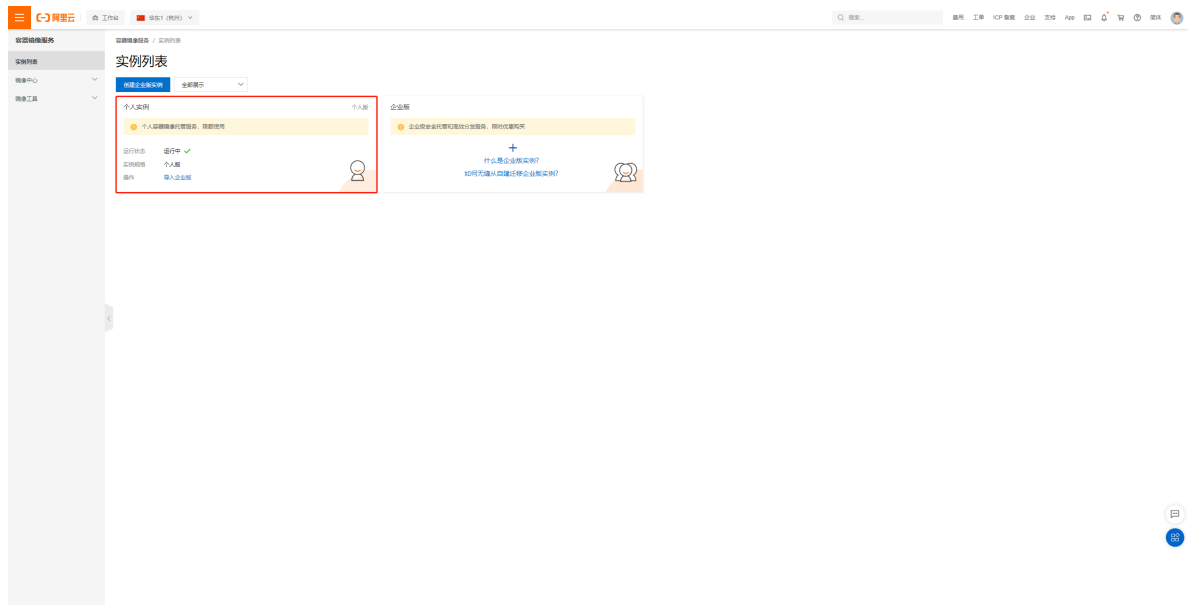 阿里云 工作台 华东1 (杭州) 搜索... 费用 工单 ICP 备案 企业 支持 App 简体
容器镜像服务
实例列表
镜像中心
镜像工具
容器镜像服务 / 实例列表
实例列表
创建企业版实例 全部展示
个人实例 个人版
个人容器镜像托管服务，限额使用
运行状态 运行中
实例规格 个人版
操作 导入企业版
企业版
企业级安全托管和高效分发服务，限时优惠购买
什么是企业版实例?
如何无缝从自建迁移企业版实例?